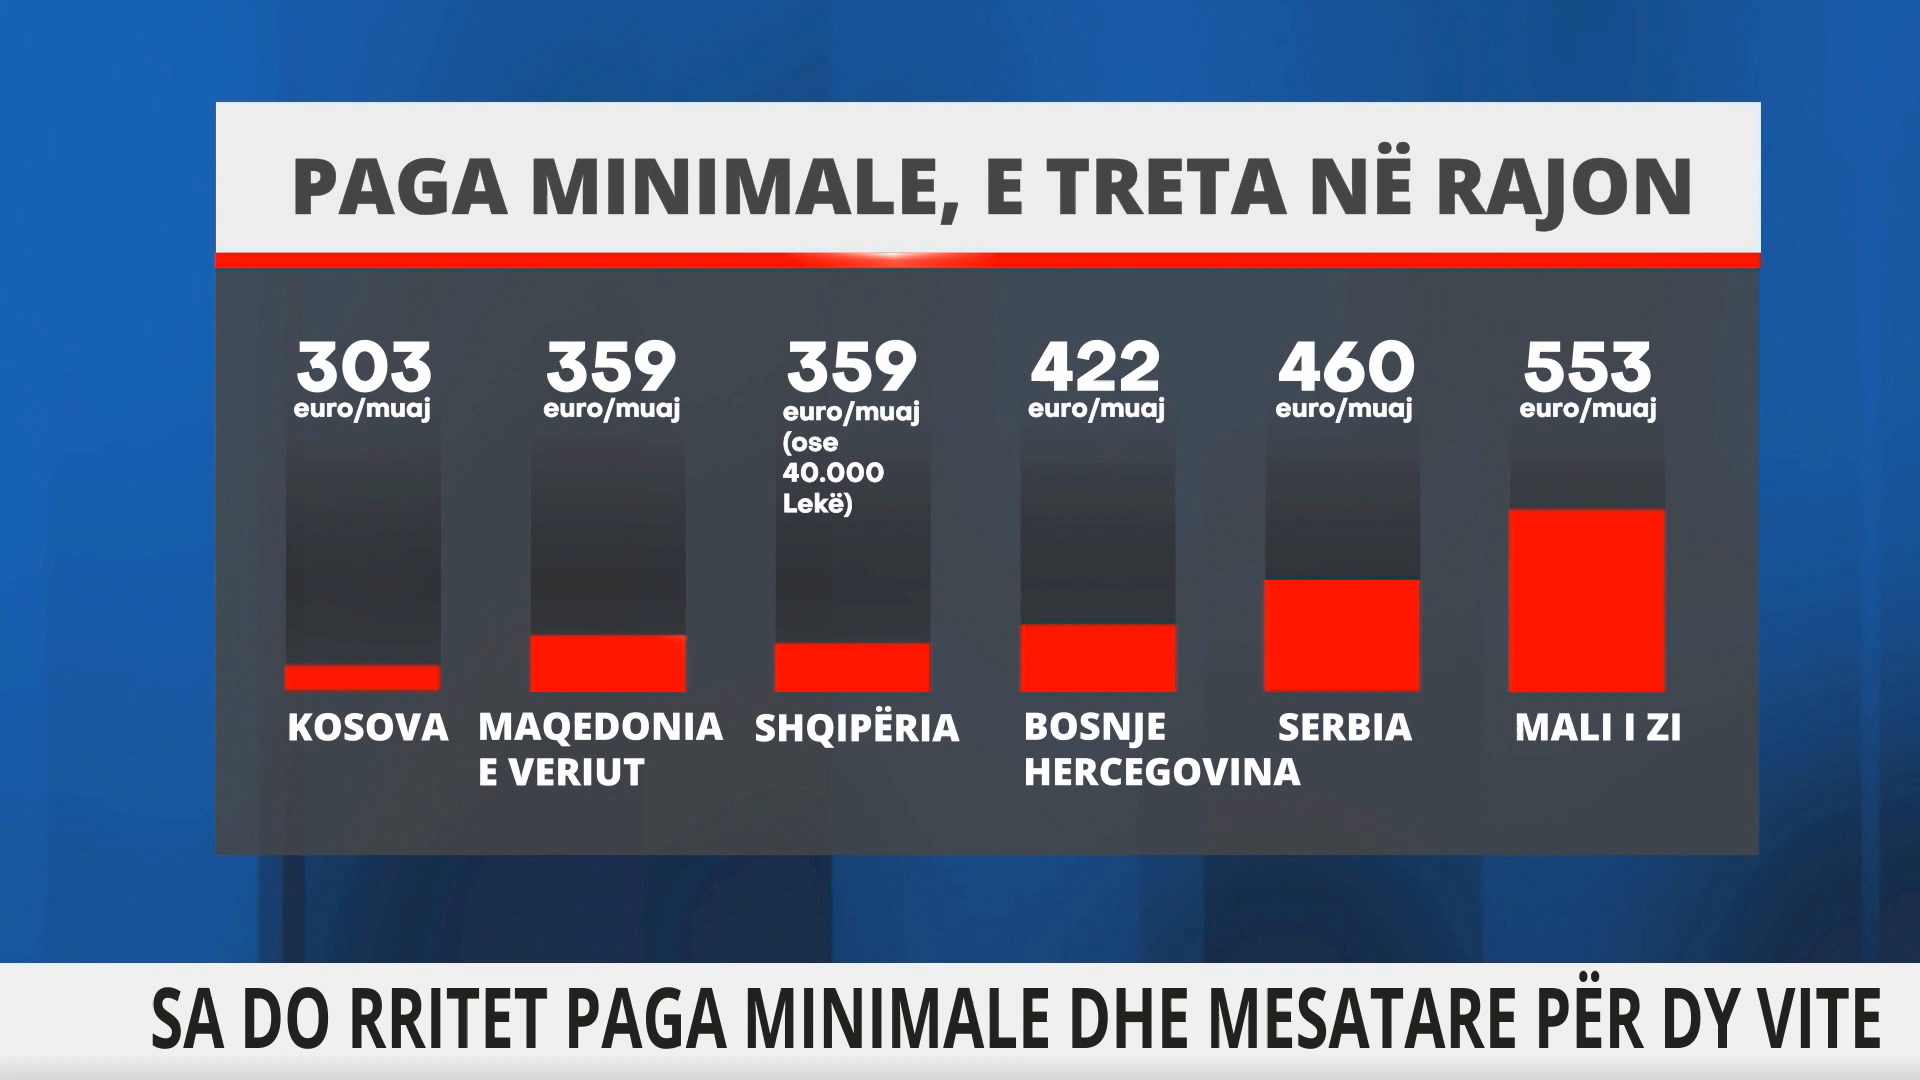 PAGA MINIMALE, E TRETA NË RAJON
303
euro/muaj
359
euro/muaj
359
euro/muaj
(ose
40.000
Lekë)
422
euro/muaj
460
euro/muaj
553
euro/muaj
KOSOVA
MAQEDONIA
E VERIUT
SHQIPËRIA
BOSNJE
HERCEGOVINA
SERBIA
MALI I ZI
SA DO RRITET PAGA MINIMALE DHE MESATARE PËR DY VITE